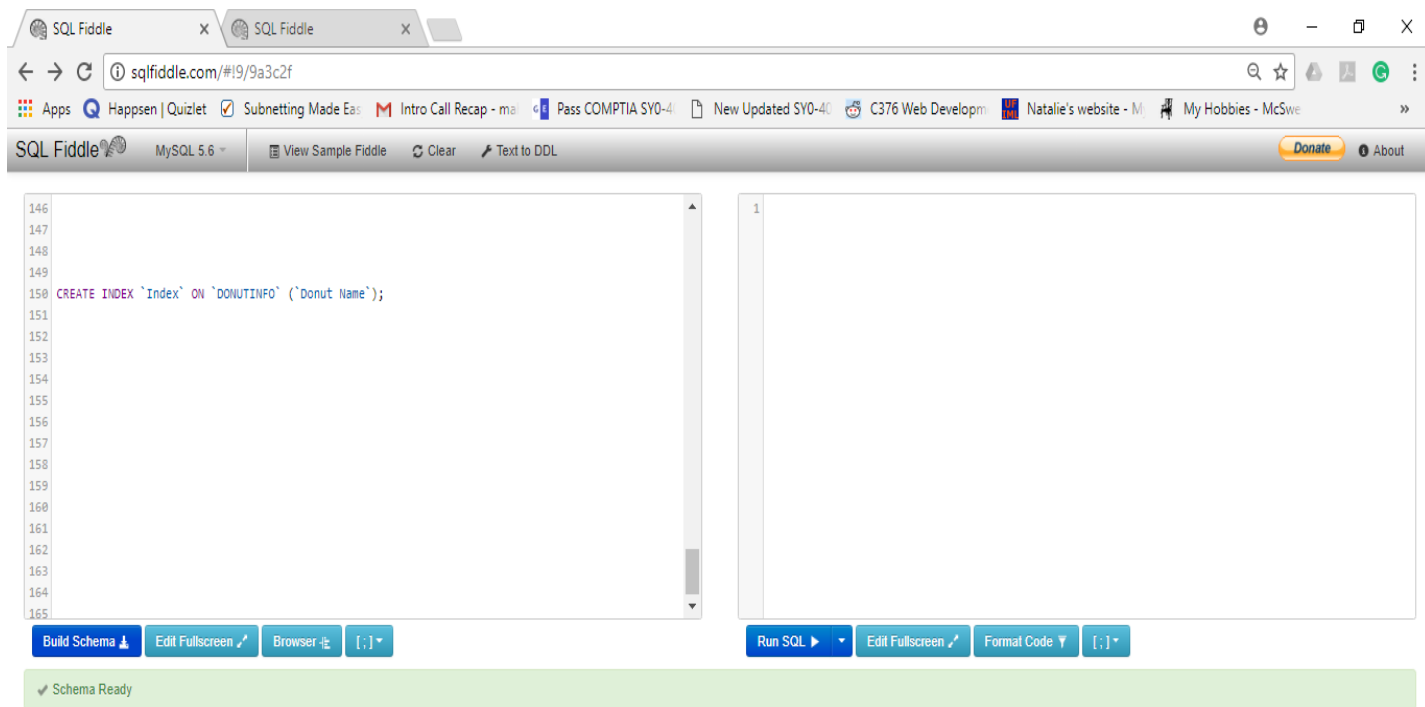 SQL Fiddle SQL Fiddle
sqlfiddle.com/#!9/9a3c2f
Apps Happsen | Quizlet Subnetting Made Eas Intro Call Recap - ma Pass COMPTIA SY0-4 New Updated SY0-40 C376 Web Developm Natalie's website - M My Hobbies - McSwe »
SQL Fiddle MySQL 5.6 View Sample Fiddle Clear Text to DDL Donate About
146 1
147
148
149
150 CREATE INDEX `Index` ON `DONUTINFO` (`Donut Name`);
151
152
153
154
155
156
157
158
159
160
161
162
163
164
165
Build Schema Edit Fullscreen Browser [ ; ] Run SQL Edit Fullscreen Format Code [ ; ]
Schema Ready